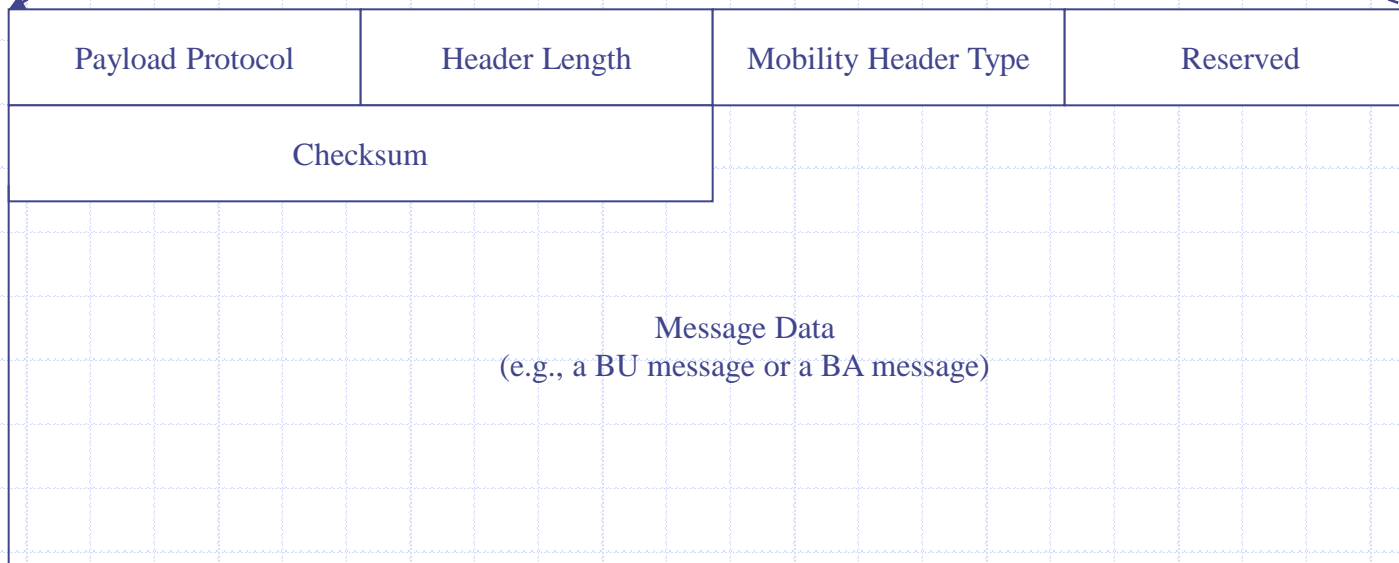 Payload Protocol
Header Length
Mobility Header Type
Reserved
Checksum
Message Data
(e.g., a BU message or a BA message)